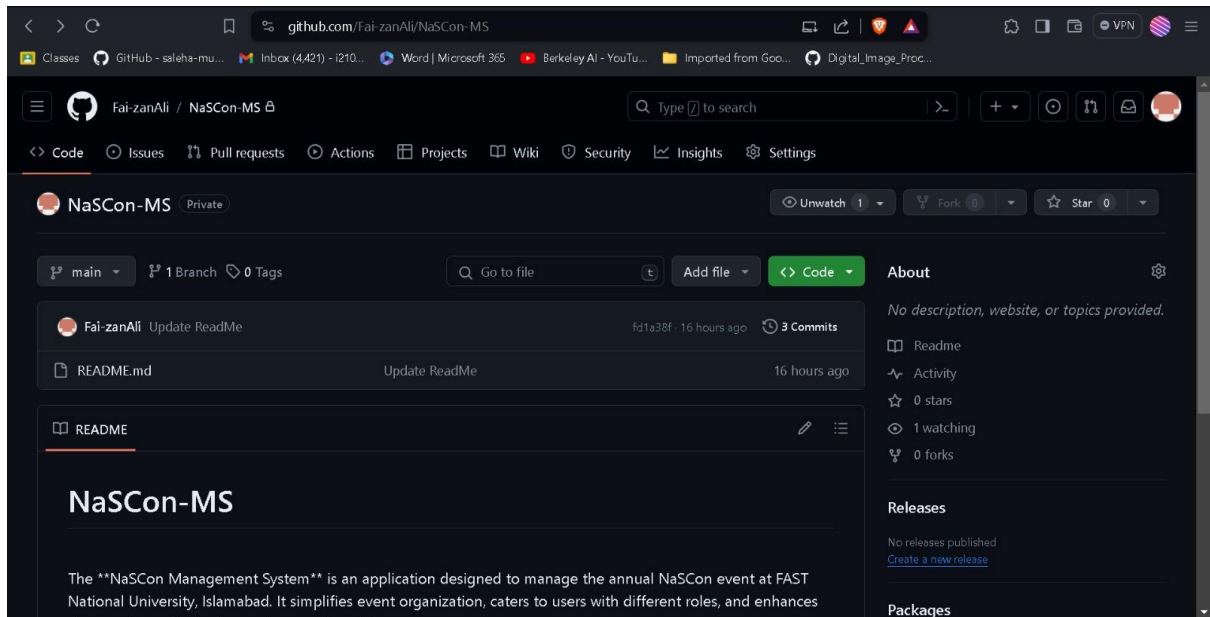 github.com/Fai-zanAli/NaSCon-MS VPN
Classes GitHub - saleha-mu... Inbox (4,421) - i210... Word | Microsoft 365 Berkeley AI - YouTu... Imported from Goo... Digital_Image_Proc...
Fai-zanAli / NaSCon-MS Type / to search
Code Issues Pull requests Actions Projects Wiki Security Insights Settings
NaSCon-MS Private Unwatch 1 Fork 0 Star 0
main 1 Branch 0 Tags Go to file t Add file <> Code About
No description, website, or topics provided.
Fai-zanAli Update ReadMe fd1a38f · 16 hours ago 3 Commits
Readme
README.md Update ReadMe 16 hours ago
Activity
0 stars
README
1 watching
0 forks
NaSCon-MS
Releases
No releases published
Create a new release
The **NaSCon Management System** is an application designed to manage the annual NaSCon event at FAST
National University, Islamabad. It simplifies event organization, caters to users with different roles, and enhances
Packages